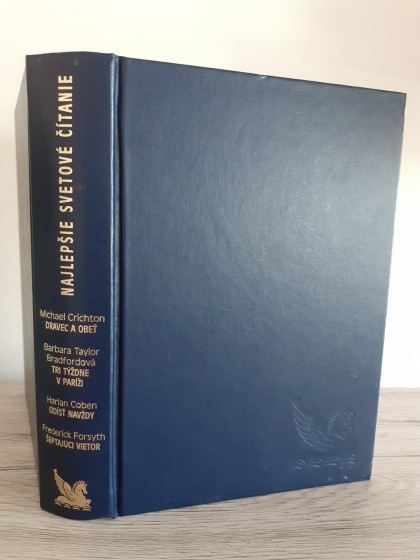 NAJLEPŠIE SVETOVÉ ČÍTANIE
Michael Crichton
DRAVEC A OBEŤ
Barbara Taylor
Bradfordová
TRI TÝŽDNE
V PARÍŽI
Harlan Coben
ODÍSŤ NAVŽDY
Frederick Forsyth
ŠEPTAJÚCI VIETOR